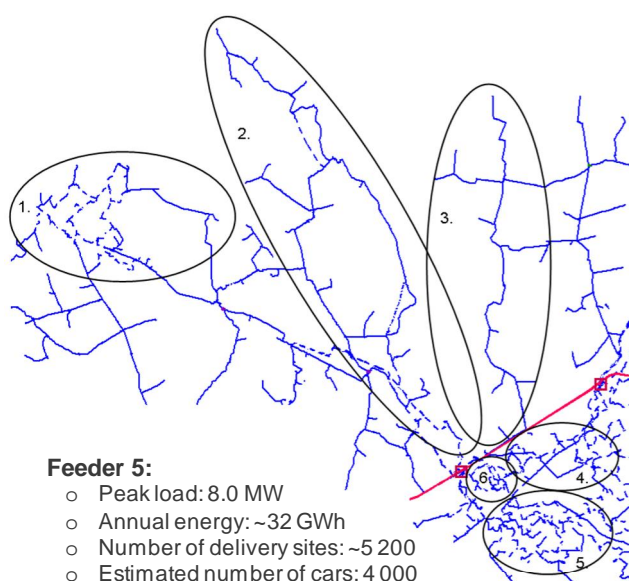 2.
1.
3.
6.
4.
5.
Feeder 5:
o Peak load: 8.0 MW
o Annual energy: ~32 GWh
o Number of delivery sites: ~5 200
o Estimated number of cars: 4 000